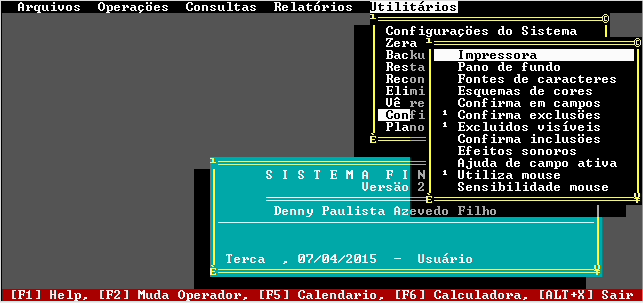 Arquivos Operações Consultas Relatórios Utilitários
Configurações do Sistema
Zera
Backu
Resta
Recon
Elimi
Vê re
Confi
Plano
Impressora
Pano de fundo
Fontes de caracteres
Esquemas de cores
Confirma em campos
¹ Confirma exclusões
¹ Excluidos visíveis
Confirma inclusões
Efeitos sonoros
Ajuda de campo ativa
¹ Utiliza mouse
Sensibilidade mouse
S I S T E M A F I N
Versão 2
Denny Paulista Azevedo Filho
Terca , 07/04/2015 - Usuário
[F1] Help, [F2] Muda Operador, [F5] Calendario, [F6] Calculadora, [ALT+X] Sair